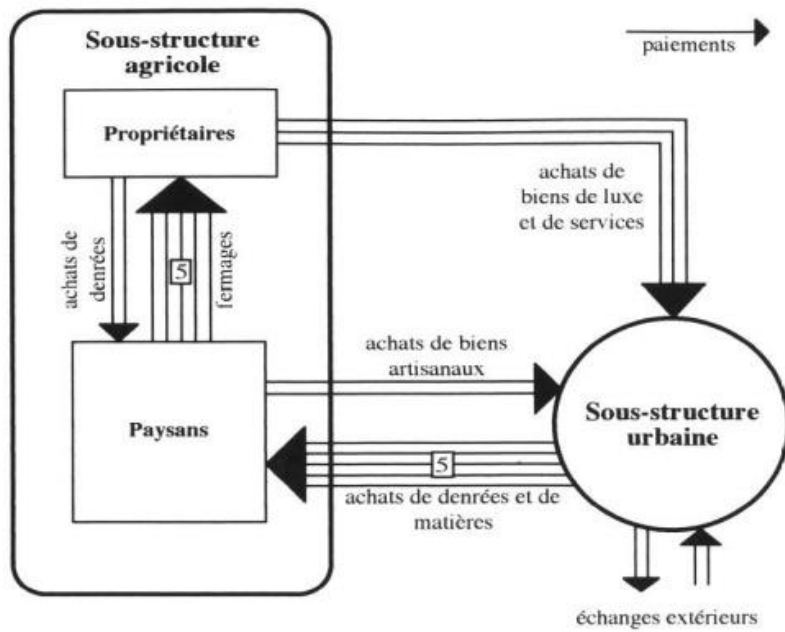 Sous-structure
agricole
paiements
Propriétaires
achats de
biens de luxe
et de services
achats de
denrées
5
fermages
achats de biens
artisanaux
Paysans
Sous-structure
urbaine
5
achats de denrées et de
matières
échanges extérieurs